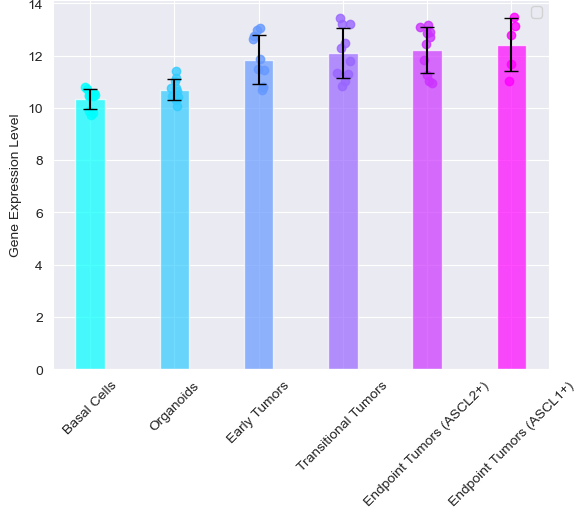 Gene Expression Level
14
12
10
8
6
4
2
0
Basal Cells
Organoids
Early Tumors
Transitional Tumors
Endpoint Tumors (ASCL2+)
Endpoint Tumors (ASCL1+)